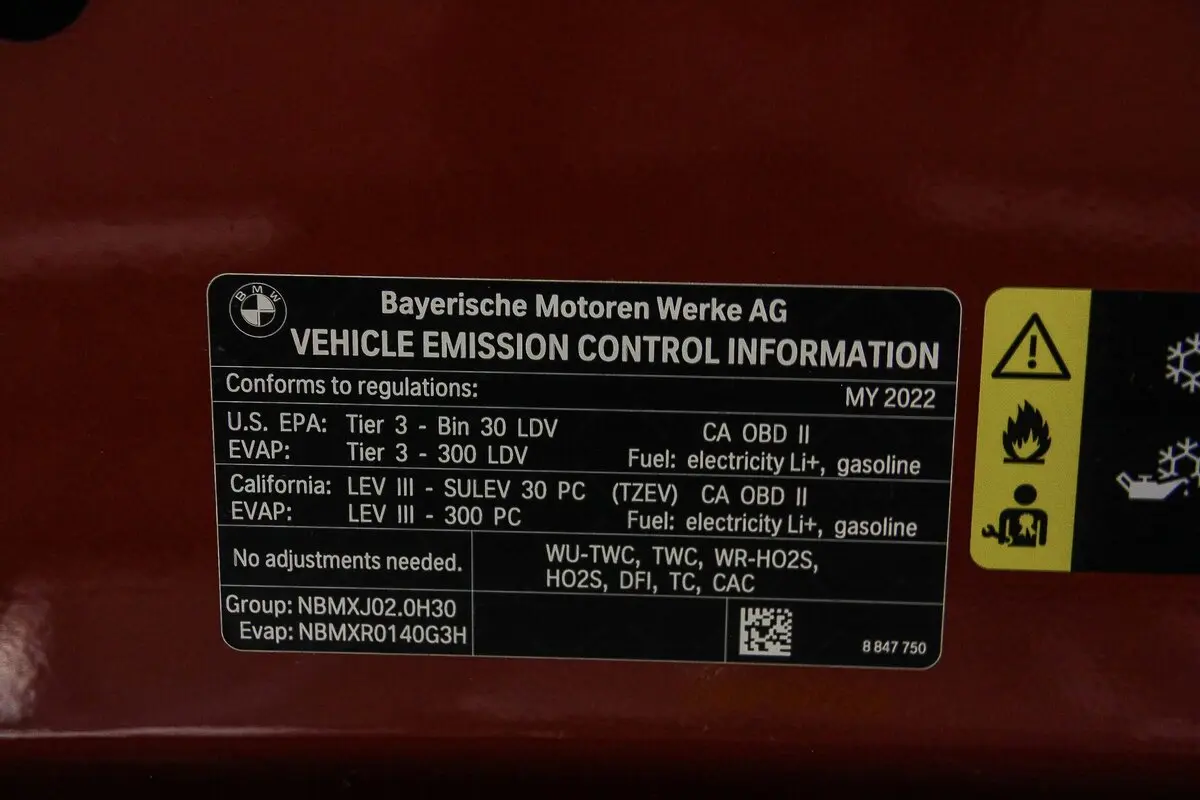 BMW
Bayerische Motoren Werke AG
VEHICLE EMISSION CONTROL INFORMATION
Conforms to regulations: MY 2022
U.S. EPA: Tier 3 - Bin 30 LDV CA OBD II
EVAP: Tier 3 - 300 LDV Fuel: electricity Li+, gasoline
California: LEV III - SULEV 30 PC (TZEV) CA OBD II
EVAP: LEV III - 300 PC Fuel: electricity Li+, gasoline
No adjustments needed.
WU-TWC, TWC, WR-HO2S,
HO2S, DFI, TC, CAC
Group: NBMXJ02.0H30
Evap: NBMXR0140G3H
8 847 750